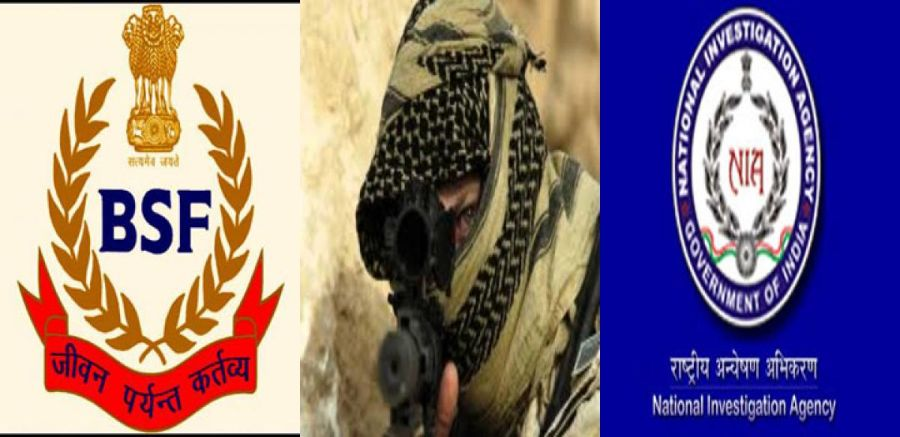 सत्यमेव जयते
BSF
जीवन पर्यन्त कर्तव्य
NATIONAL INVESTIGATION AGENCY
NIA
GOVERNMENT OF INDIA
राष्ट्रीय अन्वेषण अभिकरण
National Investigation Agency